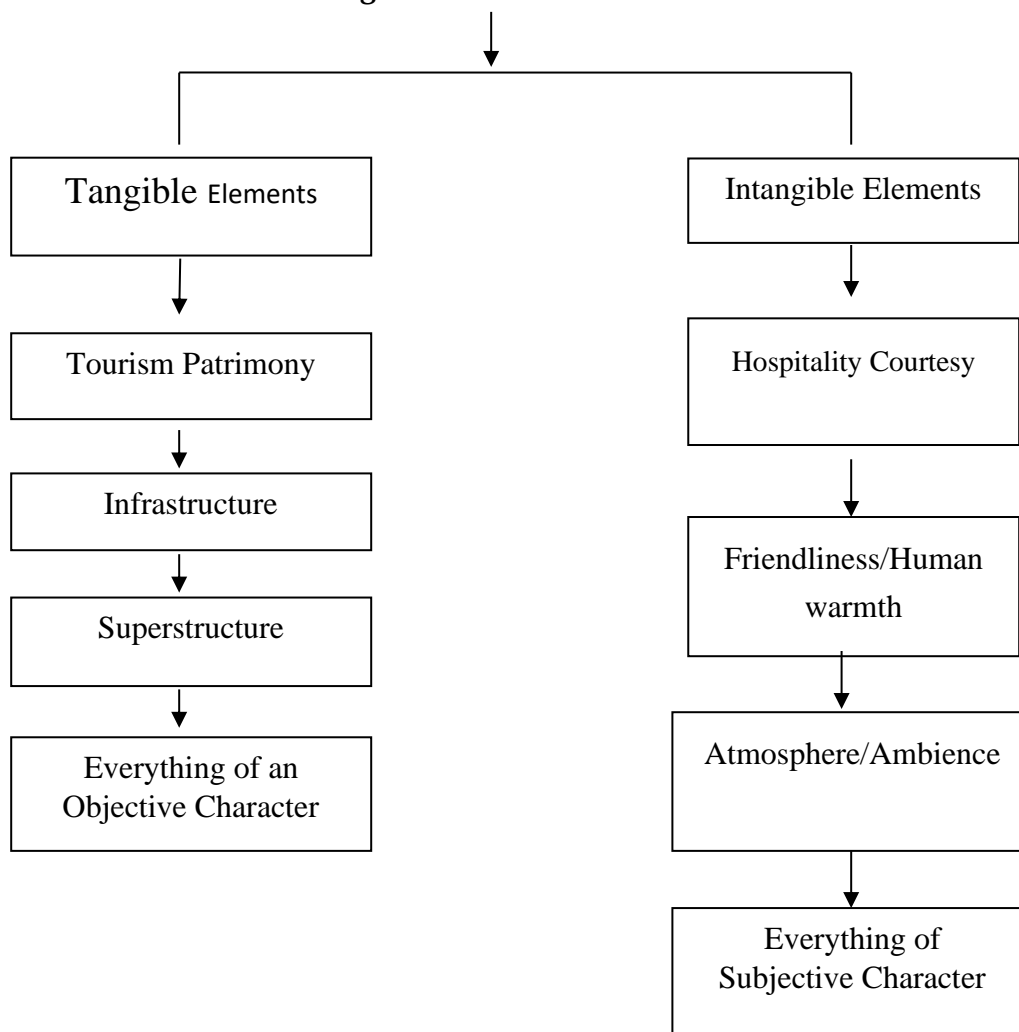 Tangible Elements
Intangible Elements
Tourism Patrimony
Hospitality Courtesy
Infrastructure
Friendliness/Human
warmth
Superstructure
Atmosphere/Ambience
Everything of an
Objective Character
Everything of
Subjective Character